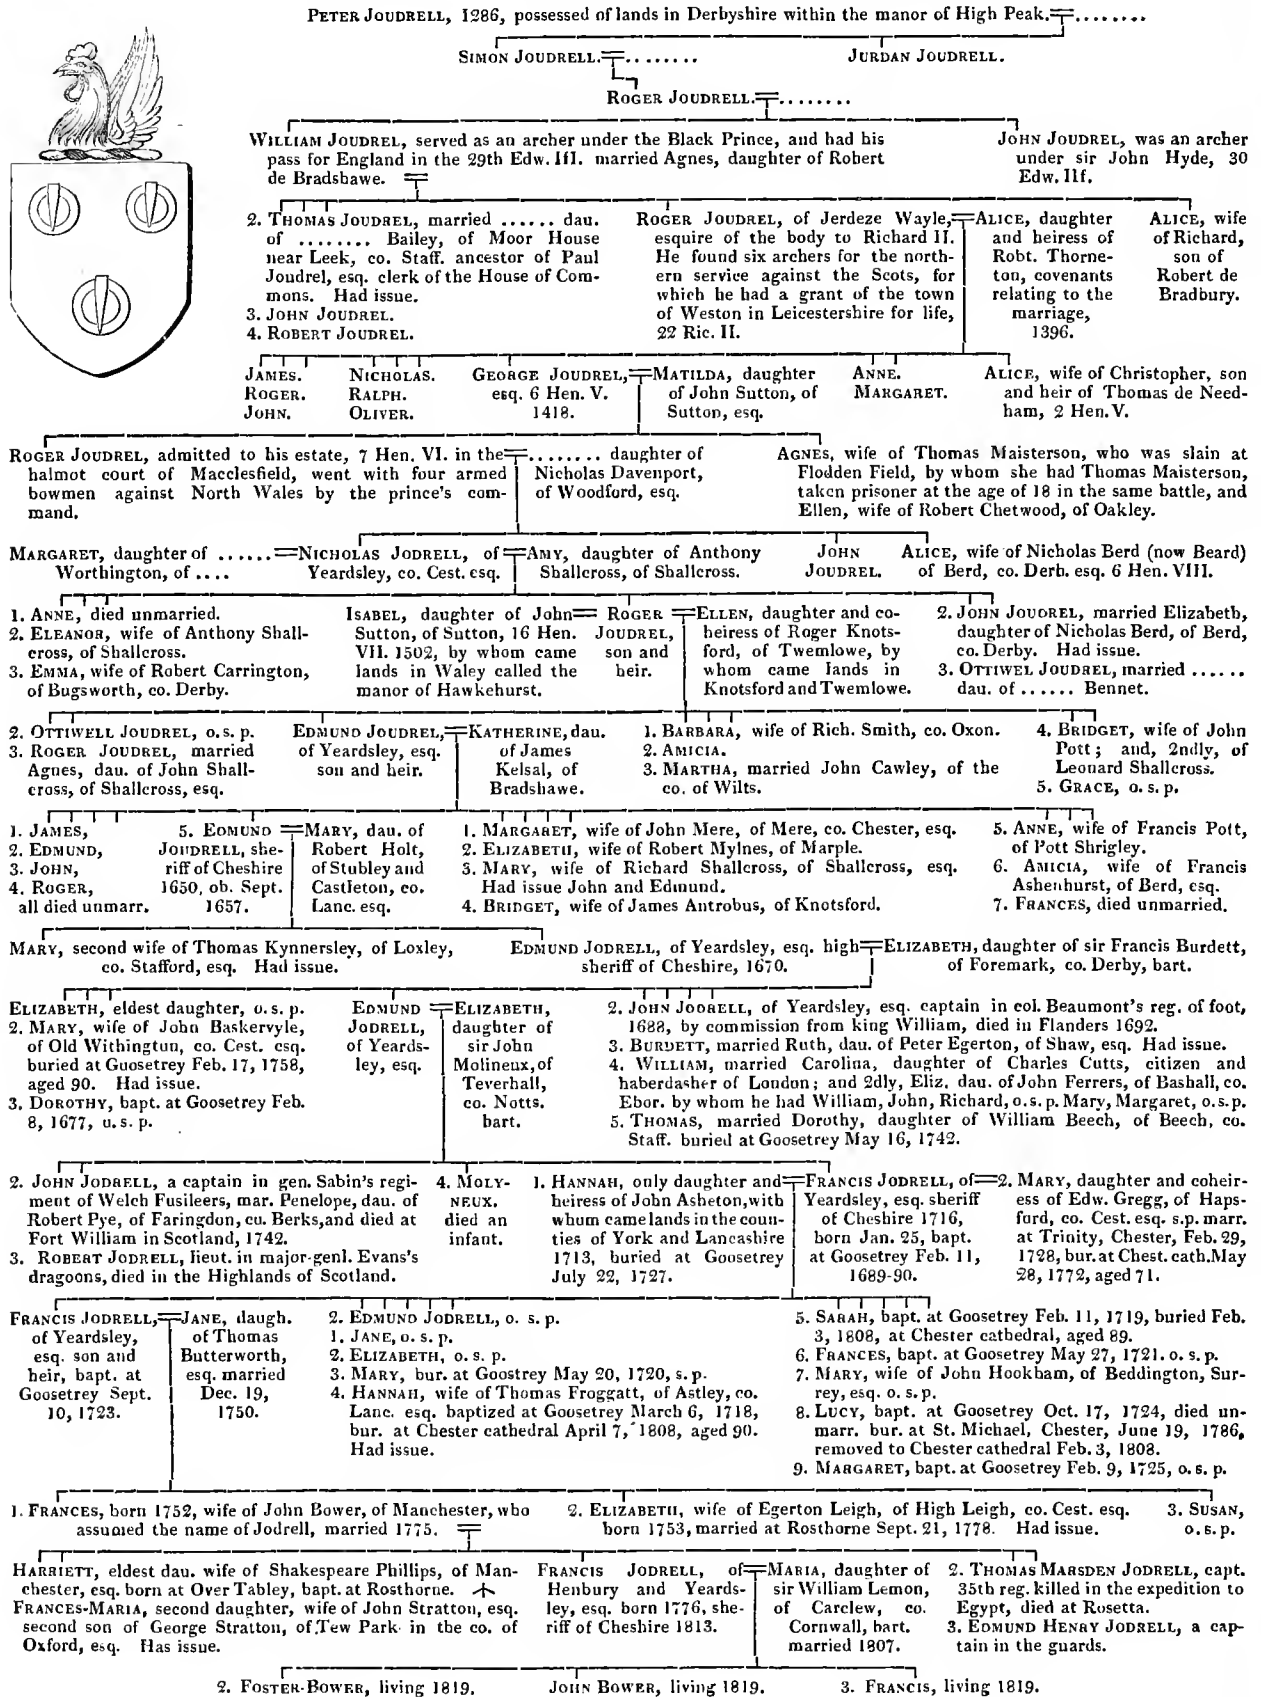 PETER JOUDRELL, 1286, possessed of lands in Derbyshire within the manor of High Peak.=........
SIMON JOUDRELL.=........
JURDAN JOUDRELL.
ROGER JOUDRELL.=........
WILLIAM JOUDREL, served as an archer under the Black Prince, and had his
pass for England in the 29th Edw. III. married Agnes, daughter of Robert
de Bradshawe. =
JOHN JOUDREL, was an archer
under sir John Hyde, 30
Edw. IIf.
2. THOMAS JOUDREL, married ...... dau.
of ........ Bailey, of Moor House
near Leek, co. Staff. ancestor of Paul
Joudrel, esq. clerk of the House of Com-
mons. Had issue.
3. JOHN JOUDREL.
4. ROBERT JOUDREL.
ROGER JOUDREL, of Jerdeze Wayle,=
esquire of the body to Richard II.
He found six archers for the north-
ern service against the Scots, for
which he had a grant of the town
of Weston in Leicestershire for life,
22 Ric. II.
ALICE, daughter
and heiress of
Robt. Thorne-
ton, covenants
relating to the
marriage,
1396.
ALICE, wife
of Richard,
son of
Robert de
Bradbury.
JAMES.
ROGER.
JOHN.
NICHOLAS.
RALPH.
OLIVER.
GEORGE JOUDREL,=
esq. 6 Hen. V.
1418.
MATILDA, daughter
of John Sutton, of
Sutton, esq.
ANNE.
MARGARET.
ALICE, wife of Christopher, son
and heir of Thomas de Need-
ham, 2 Hen. V.
ROGER JOUDREL, admitted to his estate, 7 Hen. VI. in the=
halmot court of Macclesfield, went with four armed
bowmen against North Wales by the prince's com-
mand.
........ daughter of
Nicholas Davenport,
of Woodford, esq.
AGNES, wife of Thomas Maisterson, who was slain at
Flodden Field, by whom she had Thomas Maisterson,
taken prisoner at the age of 18 in the same battle, and
Ellen, wife of Robert Chetwood, of Oakley.
MARGARET, daughter of ......=
Worthington, of ....
NICHOLAS JODRELL, of=
Yeardsley, co. Cest. esq.
AMY, daughter of Anthony
Shallcross, of Shallcross.
JOHN
JOUDREL.
ALICE, wife of Nicholas Berd (now Beard)
of Berd, co. Derb. esq. 6 Hen. VIII.
1. ANNE, died unmarried.
2. ELEANOR, wife of Anthony Shall-
cross, of Shallcross.
3. EMMA, wife of Robert Carrington,
of Bugsworth, co. Derby.
ISABEL, daughter of John=
Sutton, of Sutton, 16 Hen.
VII. 1502, by whom came
lands in Waley called the
manor of Hawkehurst.
ROGER =
JOUDREL,
son and
heir.
ELLEN, daughter and co-
heiress of Roger Knots-
ford, of Twemlowe, by
whom came lands in
Knotsford and Twemlowe.
2. JOHN JOUDREL, married Elizabeth,
daughter of Nicholas Berd, of Berd,
co. Derby. Had issue.
3. OTTIWEL JOUDREL, married ......
dau. of ...... Bennet.
2. OTTIWELL JOUDREL, o. s. p.
3. ROGER JOUDREL, married
Agnes, dau. of John Shall-
cross, of Shallcross, esq.
EDMUND JOUDREL,=
of Yeardsley, esq.
son and heir.
KATHERINE, dau.
of James
Kelsal, of
Bradshawe.
1. BARBARA, wife of Rich. Smith, co. Oxon.
2. AMICIA.
3. MARTHA, married John Cawley, of the
co. of Wilts.
4. BRIDGET, wife of John
Pott; and, 2ndly, of
Leonard Shallcross.
5. GRACE, o. s. p.
1. JAMES,
2. EDMUND,
3. JOHN,
4. ROGER,
all died unmarr.
5. EDMUND =
JOUDRELL, she-
riff of Cheshire
1650, ob. Sept.
1657.
MARY, dau. of
Robert Holt,
of Stubley and
Castleton, co.
Lanc. esq.
1. MARGARET, wife of John Mere, of Mere, co. Chester, esq.
2. ELIZABETH, wife of Robert Mylnes, of Marple.
3. MARY, wife of Richard Shallcross, of Shallcross, esq.
Had issue John and Edmund.
4. BRIDGET, wife of James Antrobus, of Knotsford.
5. ANNE, wife of Francis Pott,
of Pott Shrigley.
6. AMICIA, wife of Francis
Ashenhurst, of Berd, esq.
7. FRANCES, died unmarried.
MARY, second wife of Thomas Kynnersley, of Loxley,
co. Stafford, esq. Had issue.
EDMUND JODRELL, of Yeardsley, esq. high=
sheriff of Cheshire, 1670.
ELIZABETH, daughter of sir Francis Burdett,
of Foremark, co. Derby, bart.
ELIZABETH, eldest daughter, o. s. p.
2. MARY, wife of John Baskervyle,
of Old Withington, co. Cest. esq.
buried at Goosetrey Feb. 17, 1758,
aged 90. Had issue.
3. DOROTHY, bapt. at Goosetrey Feb.
8, 1677, o. s. p.
EDMUND =
JODRELL,
of Yeards-
ley, esq.
ELIZABETH,
daughter of
sir John
Molineux, of
Teverhall,
co. Notts.
bart.
2. JOHN JODRELL, of Yeardsley, esq. captain in col. Beaumont's reg. of foot,
1688, by commission from king William, died in Flanders 1692.
3. BURDETT, married Ruth, dau. of Peter Egerton, of Shaw, esq. Had issue.
4. WILLIAM, married Carolina, daughter of Charles Cutts, citizen and
haberdasher of London; and 2dly, Eliz. dau. of John Ferrers, of Bashall, co.
Ebor. by whom he had William, John, Richard, o. s. p. Mary, Margaret, o. s. p.
5. THOMAS, married Dorothy, daughter of William Beech, of Beech, co.
Staff. buried at Goosetrey May 16, 1742.
2. JOHN JODRELL, a captain in gen. Sabin's regi-
ment of Welch Fusileers, mar. Penelope, dau. of
Robert Pye, of Faringdon, co. Berks, and died at
Fort William in Scotland, 1742.
3. ROBERT JODRELL, lieut. in major-genl. Evans's
dragoons, died in the Highlands of Scotland.
4. MOLY-
NEUX.
died an
infant.
1. HANNAH, only daughter and=
heiress of John Asheton, with
whom came lands in the coun-
ties of York and Lancashire
1713, buried at Goosetrey
July 22, 1727.
FRANCIS JODRELL, of=
Yeardsley, esq. sheriff
of Cheshire 1716,
born Jan. 25, bapt.
at Goosetrey Feb. 11,
1689-90.
2. MARY, daughter and coheir-
ess of Edw. Gregg, of Haps-
ford, co. Cest. esq. s.p. marr.
at Trinity, Chester, Feb. 29,
1728, bur. at Chest. cath. May
28, 1772, aged 71.
FRANCIS JODRELL,=
of Yeardsley,
esq. son and
heir, bapt. at
Goosetrey Sept.
10, 1723.
JANE, daugh.
of Thomas
Butterworth,
esq. married
Dec. 19,
1750.
2. EDMUND JODRELL, o. s. p.
1. JANE, o. s. p.
2. ELIZABETH, o. s. p.
3. MARY, bur. at Goostrey May 20, 1720, s. p.
4. HANNAH, wife of Thomas Froggatt, of Astley, co.
Lanc. esq. baptized at Goosetrey March 6, 1718,
bur. at Chester cathedral April 7, 1808, aged 90.
Had issue.
5. SARAH, bapt. at Goosetrey Feb. 11, 1719, buried Feb.
3, 1808, at Chester cathedral, aged 89.
6. FRANCES, bapt. at Goosetrey May 27, 1721. o. s. p.
7. MARY, wife of John Hookham, of Beddington, Sur-
rey, esq. o. s. p.
8. LUCY, bapt. at Goosetrey Oct. 17, 1724, died un-
marr. bur. at St. Michael, Chester, June 19, 1786,
removed to Chester cathedral Feb. 3, 1808.
9. MARGARET, bapt. at Goosetrey Feb. 9, 1725, o. s. p.
1. FRANCES, born 1752, wife of John Bower, of Manchester, who
assumed the name of Jodrell, married 1775. =
2. ELIZABETH, wife of Egerton Leigh, of High Leigh, co. Cest. esq.
born 1753, married at Rosthorne Sept. 21, 1778. Had issue.
3. SUSAN,
o. s. p.
HARRIETT, eldest dau. wife of Shakespeare Phillips, of Man-
chester, esq. born at Over Tabley, bapt. at Rosthorne.
FRANCES-MARIA, second daughter, wife of John Stratton, esq.
second son of George Stratton, of Tew Park in the co. of
Oxford, esq. Has issue.
FRANCIS JODRELL, of=
Henbury and Yeards-
ley, esq. born 1776, she-
riff of Cheshire 1813.
MARIA, daughter of
sir William Lemon,
of Carclew, co.
Cornwall, bart.
married 1807.
2. THOMAS MARSDEN JODRELL, capt.
35th reg. killed in the expedition to
Egypt, died at Rosetta.
3. EDMUND HENRY JODRELL, a cap-
tain in the guards.
2. FOSTER-BOWER, living 1819.
JOHN BOWER, living 1819.
3. FRANCIS, living 1819.